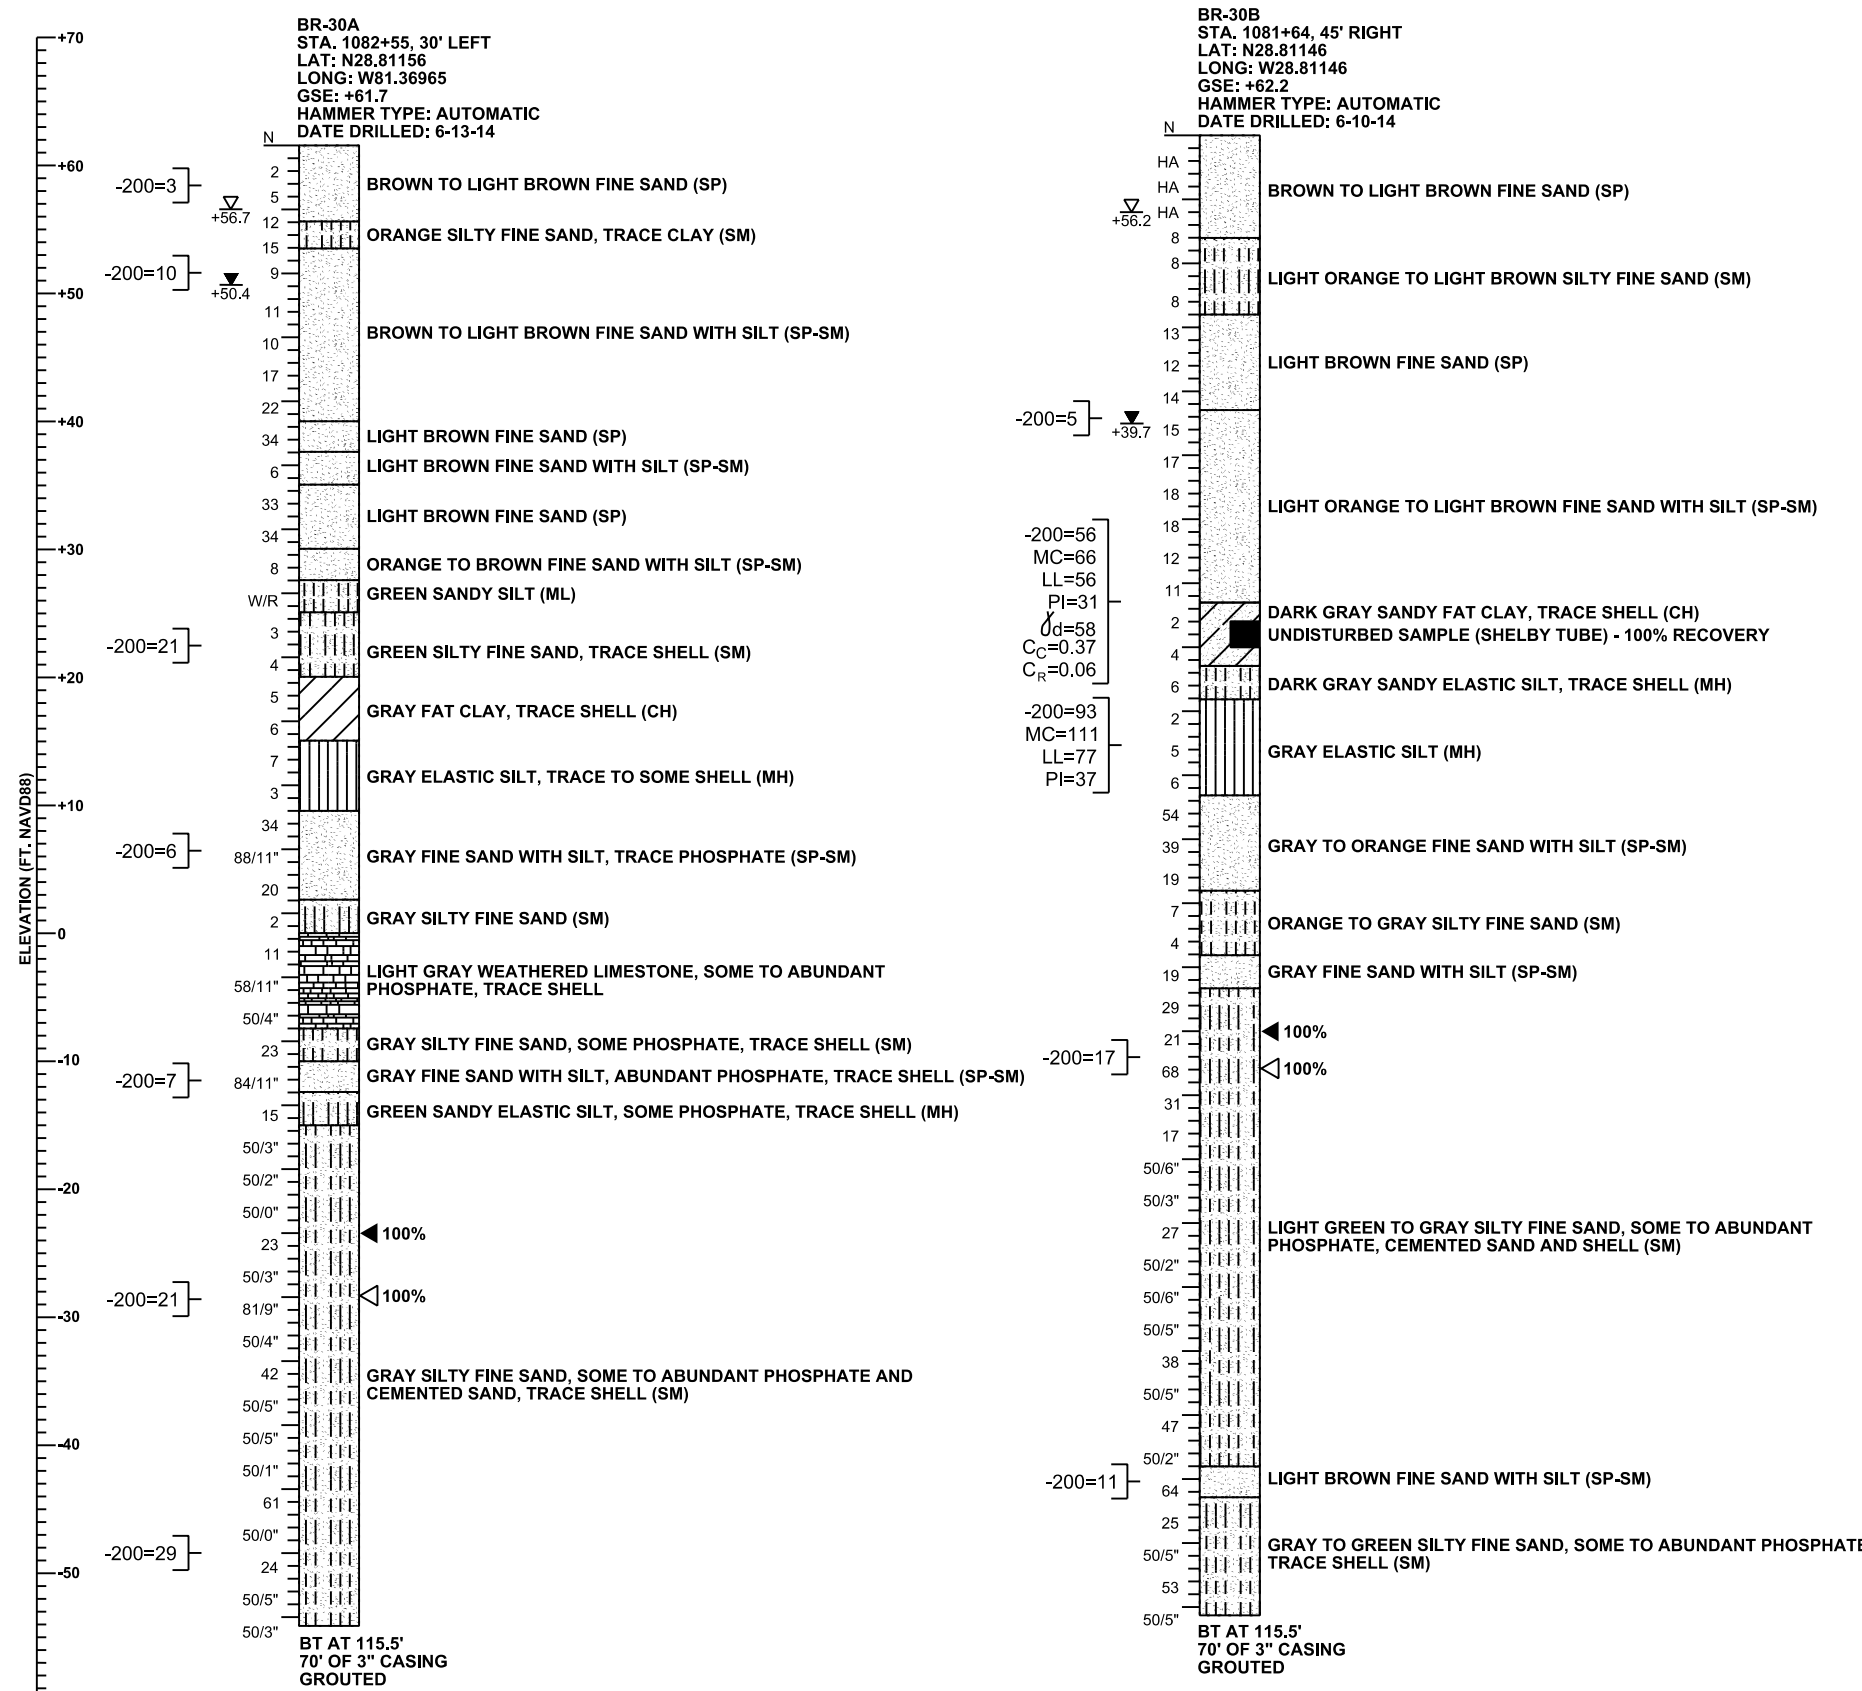 ELEVATION (FT. NAVD88)
+70
+60
+50
+40
+30
+20
+10
0
-10
-20
-30
-40
-50
BR-30A
STA. 1082+55, 30' LEFT
LAT: N28.81156
LONG: W81.36965
GSE: +61.7
HAMMER TYPE: AUTOMATIC
DATE DRILLED: 6-13-14
N
2
5
12
15
9
11
10
17
22
34
6
33
34
8
W/R
3
4
5
6
7
3
34
88/11"
20
2
11
58/11"
50/4"
23
84/11"
15
50/3"
50/2"
50/0"
23
50/3"
81/9"
50/4"
42
50/5"
50/5"
50/1"
61
50/0"
24
50/5"
50/3"
-200=3
+56.7
-200=10
+50.4
-200=21
-200=6
-200=7
-200=21
-200=29
BROWN TO LIGHT BROWN FINE SAND (SP)
ORANGE SILTY FINE SAND, TRACE CLAY (SM)
BROWN TO LIGHT BROWN FINE SAND WITH SILT (SP-SM)
LIGHT BROWN FINE SAND (SP)
LIGHT BROWN FINE SAND WITH SILT (SP-SM)
LIGHT BROWN FINE SAND (SP)
ORANGE TO BROWN FINE SAND WITH SILT (SP-SM)
GREEN SANDY SILT (ML)
GREEN SILTY FINE SAND, TRACE SHELL (SM)
GRAY FAT CLAY, TRACE SHELL (CH)
GRAY ELASTIC SILT, TRACE TO SOME SHELL (MH)
GRAY FINE SAND WITH SILT, TRACE PHOSPHATE (SP-SM)
GRAY SILTY FINE SAND (SM)
LIGHT GRAY WEATHERED LIMESTONE, SOME TO ABUNDANT
PHOSPHATE, TRACE SHELL
GRAY SILTY FINE SAND, SOME PHOSPHATE, TRACE SHELL (SM)
GRAY FINE SAND WITH SILT, ABUNDANT PHOSPHATE, TRACE SHELL (SP-SM)
GREEN SANDY ELASTIC SILT, SOME PHOSPHATE, TRACE SHELL (MH)
100%
100%
GRAY SILTY FINE SAND, SOME TO ABUNDANT PHOSPHATE AND
CEMENTED SAND, TRACE SHELL (SM)
BT AT 115.5'
70' OF 3" CASING
GROUTED
BR-30B
STA. 1081+64, 45' RIGHT
LAT: N28.81146
LONG: W28.81146
GSE: +62.2
HAMMER TYPE: AUTOMATIC
DATE DRILLED: 6-10-14
N
HA
HA
HA
8
8
8
13
12
14
15
17
18
18
12
11
2
4
6
2
5
6
54
39
19
7
4
19
29
21
68
31
17
50/6"
50/3"
27
50/2"
50/6"
50/5"
38
50/5"
47
50/2"
64
25
50/5"
53
50/5"
+56.2
-200=5
+39.7
-200=56
MC=66
LL=56
PI=31
γd=58
CC=0.37
CR=0.06
-200=93
MC=111
LL=77
PI=37
-200=17
-200=11
BROWN TO LIGHT BROWN FINE SAND (SP)
LIGHT ORANGE TO LIGHT BROWN SILTY FINE SAND (SM)
LIGHT BROWN FINE SAND (SP)
LIGHT ORANGE TO LIGHT BROWN FINE SAND WITH SILT (SP-SM)
DARK GRAY SANDY FAT CLAY, TRACE SHELL (CH)
UNDISTURBED SAMPLE (SHELBY TUBE) - 100% RECOVERY
DARK GRAY SANDY ELASTIC SILT, TRACE SHELL (MH)
GRAY ELASTIC SILT (MH)
GRAY TO ORANGE FINE SAND WITH SILT (SP-SM)
ORANGE TO GRAY SILTY FINE SAND (SM)
GRAY FINE SAND WITH SILT (SP-SM)
100%
100%
LIGHT GREEN TO GRAY SILTY FINE SAND, SOME TO ABUNDANT
PHOSPHATE, CEMENTED SAND AND SHELL (SM)
LIGHT BROWN FINE SAND WITH SILT (SP-SM)
GRAY TO GREEN SILTY FINE SAND, SOME TO ABUNDANT PHOSPHATE
TRACE SHELL (SM)
BT AT 115.5'
70' OF 3" CASING
GROUTED